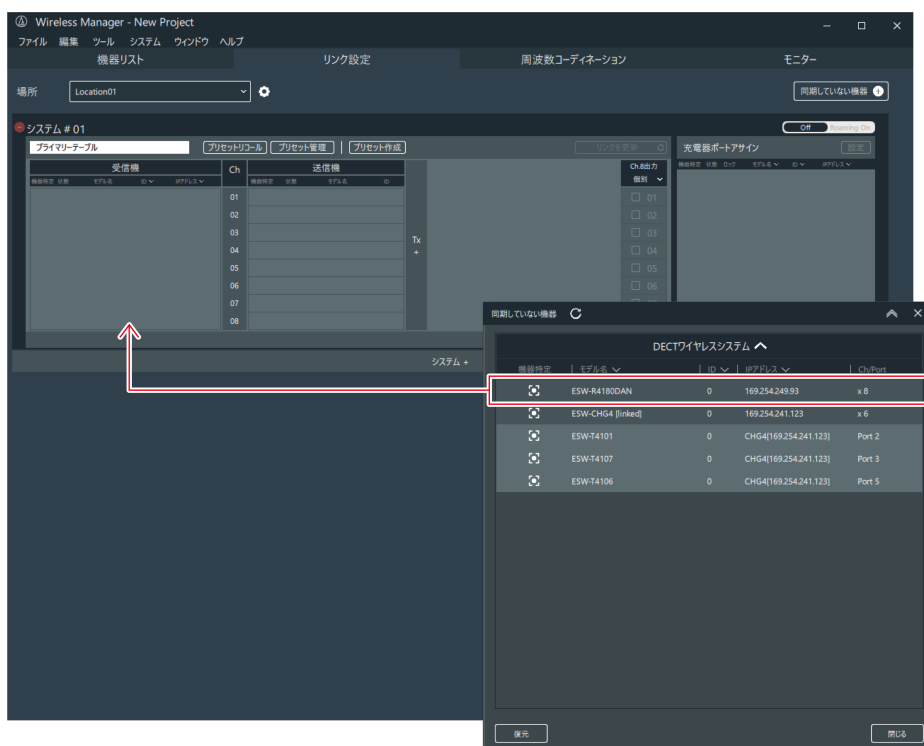 Wireless Manager - New Project
ファイル 編集 ツール システム ウィンドウ ヘルプ
機器リスト リンク設定 周波数コーディネーション モニター
場所 Location01 同期していない機器
システム # 01 Off Roaming On
プライマリーテーブル プリセットリコール プリセット管理 プリセット作成 リンクを更新 充電器ポートアサイン 設定
受信機 Ch 送信機 Ch.8出力
機器特定 状態 モデル名 ID IPアドレス 機器特定 状態 モデル名 ID 個別 機器特定 状態 ロック モデル名 ID IPアドレス
01 01
02 02
03 03
Tx
04 + 04
05 05
06 06
07
08
システム +
同期していない機器
DECTワイヤレスシステム
機器特定 モデル名 ID IPアドレス Ch/Port
ESW-R4180DAN 0 169.254.249.93 x 8
ESW-CHG4 [linked] 0 169.254.241.123 x 6
ESW-T4101 0 CHG4[169.254.241.123] Port 2
ESW-T4107 0 CHG4[169.254.241.123] Port 3
ESW-T4106 0 CHG4[169.254.241.123] Port 5
復元 閉じる